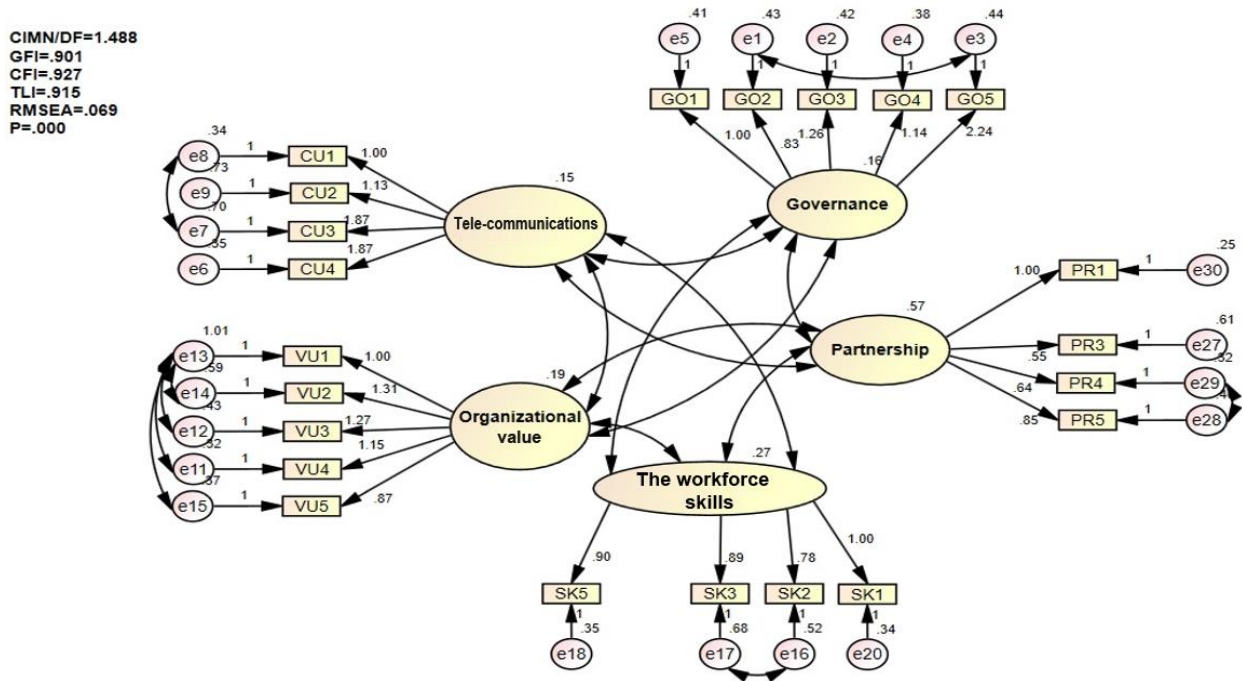 CIMN/DF=1.488
GFI=.901
CFI=.927
TLI=.915
RMSEA=.069
P=.000
.41 .43 .42 .38 .44
e5 e1 e2 e4 e3
1 1 1 1 1
GO1 GO2 GO3 GO4 GO5
1.00 .83 1.26 1.14 2.24
.16
Governance
.34
e8 1 CU1 1.00
.73
e9 1 CU2 1.13
.70
e7 1 CU3 1.87
.35
e6 1 CU4 1.87
.15
Tele-communications
.25
1.00 PR1 1 e30
.57
Partnership
.61
.55 PR3 1 e27
.64 PR4 1 e29
.85 PR5 1 e28
1.01
e13 1 VU1 1.00
.59
e14 1 VU2 1.31
.43
e12 1 VU3 1.27
e11 1 VU4 1.15
e15 1 VU5 .87
.19
Organizational
value
.27
The workforce
skills
.90 .89 .78 1.00
SK5 SK3 SK2 SK1
1 1 1 1
.35 .68 .52 .34
e18 e17 e16 e20